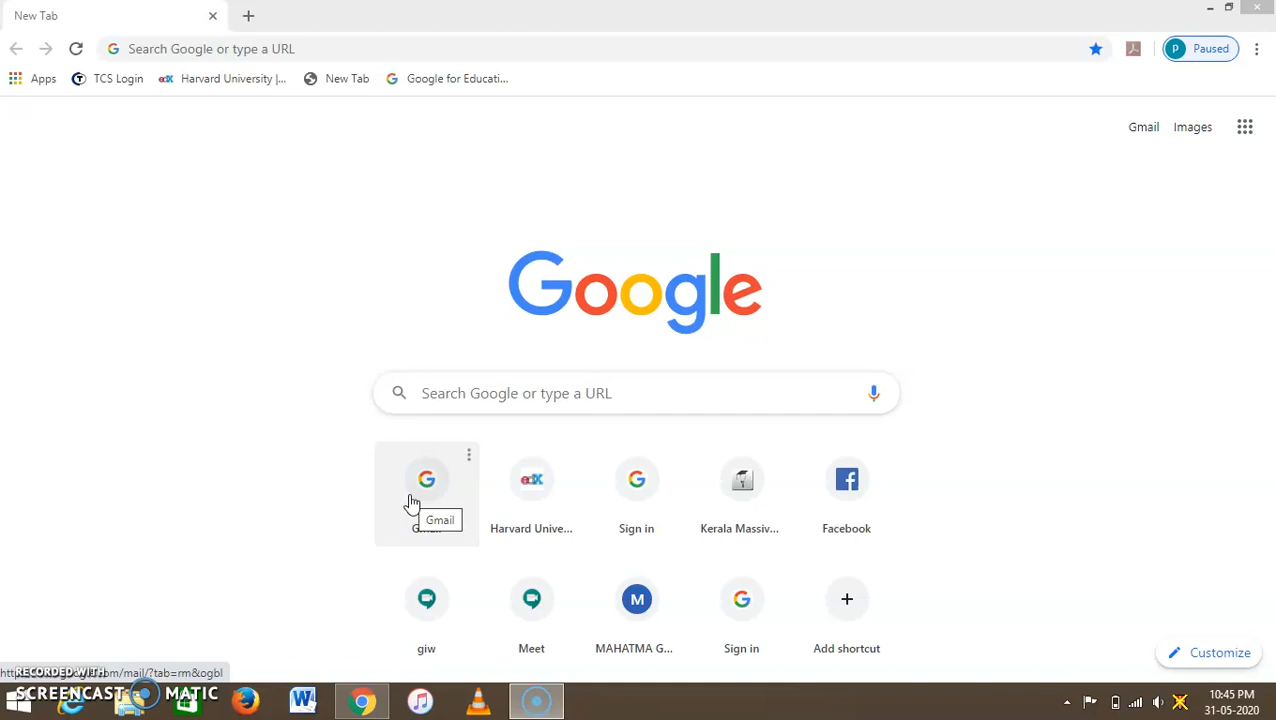 New Tab
Search Google or type a URL
Paused
P
Apps
TCS Login
edX
Harvard University |...
New Tab
Google for Educati...
Gmail
Images
Google
Search Google or type a URL
edX
Gmail
Harvard Unive...
Sign in
Kerala Massiv...
Facebook
M
giw
Meet
MAHATMA G...
Sign in
Add shortcut
Customize
RECORDED WITH
SCREENCAST MATIC
10:45 PM
31-05-2020